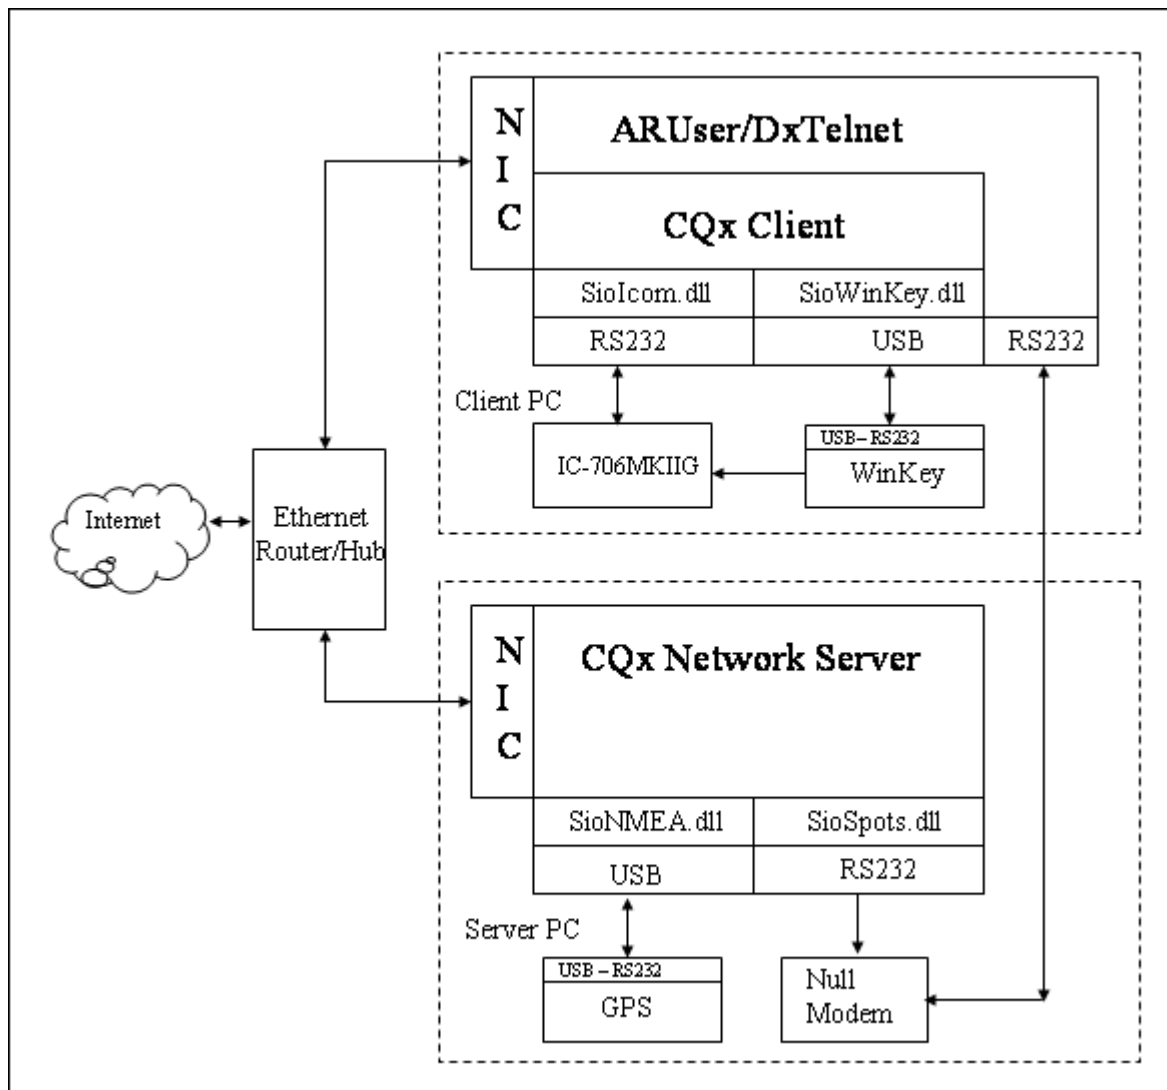 N
I
C
ARUser/DxTelnet
CQx Client
SioIcom.dll
SioWinKey.dll
RS232
USB
RS232
Client PC
IC-706MKIIG
USB-RS232
WinKey
Internet
Ethernet
Router/Hub
N
I
C
CQx Network Server
SioNMEA.dll
SioSpots.dll
USB
RS232
Server PC
USB – RS232
GPS
Null
Modem